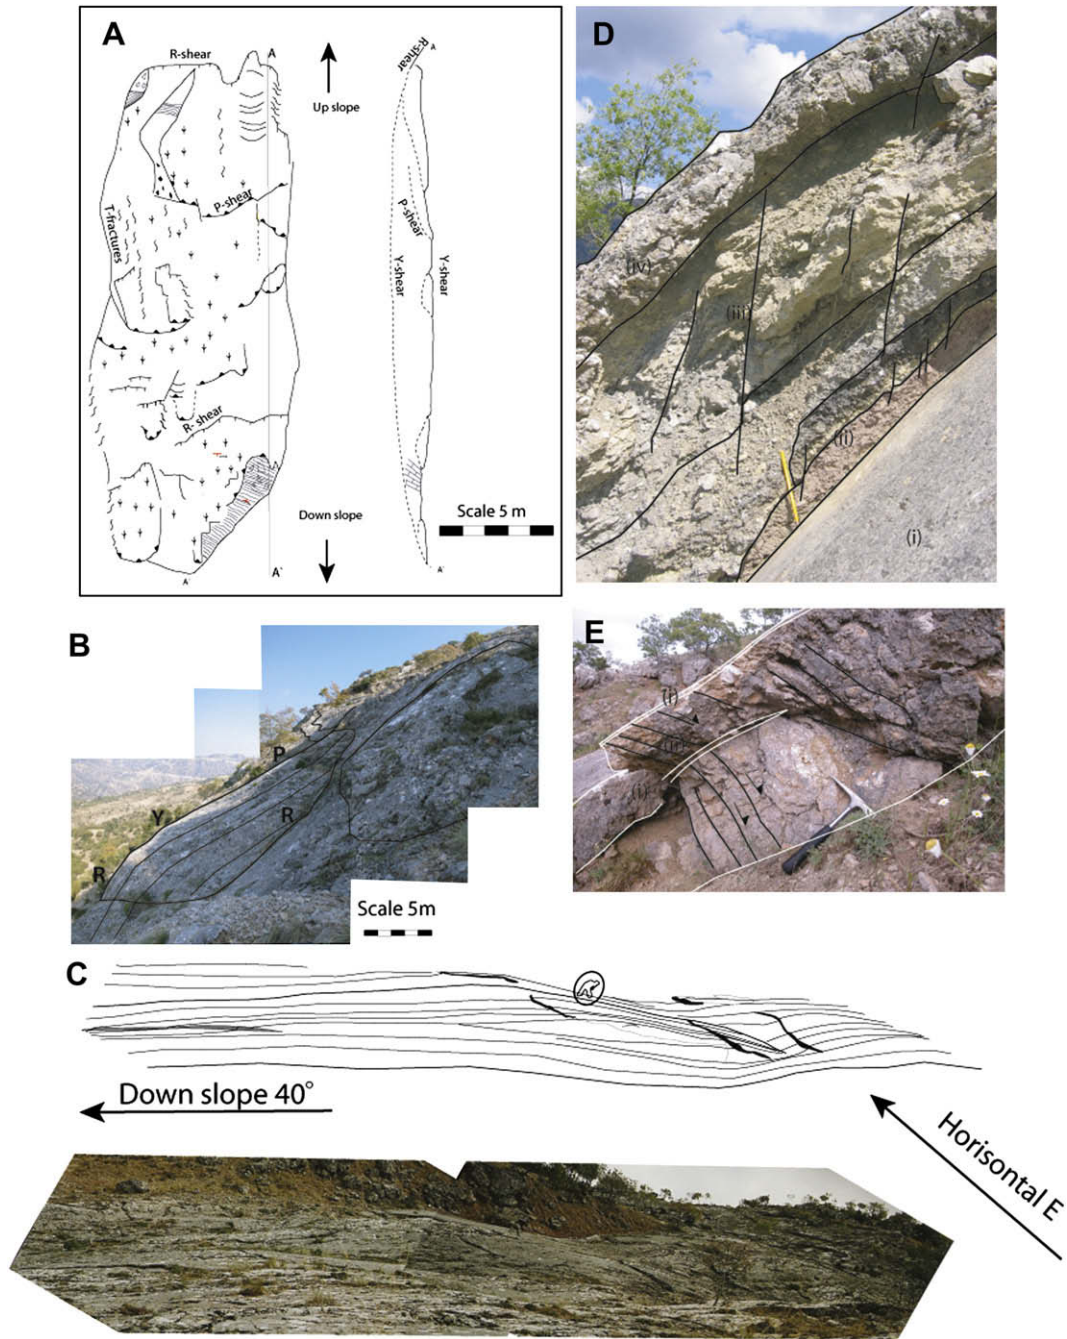 A
R-shear
A
Up slope
P-shear
T-fractures
R- shear
Down slope
A'
A'
R-shear
A'
P-shear
Y-shear
Y-shear
Scale 5 m
A'
D
(iv)
(iii)
(ii)
(i)
B
P
Y
R
R
Scale 5m
E
(i)
(ii)
(i)
C
Down slope 40°
Horisontal E